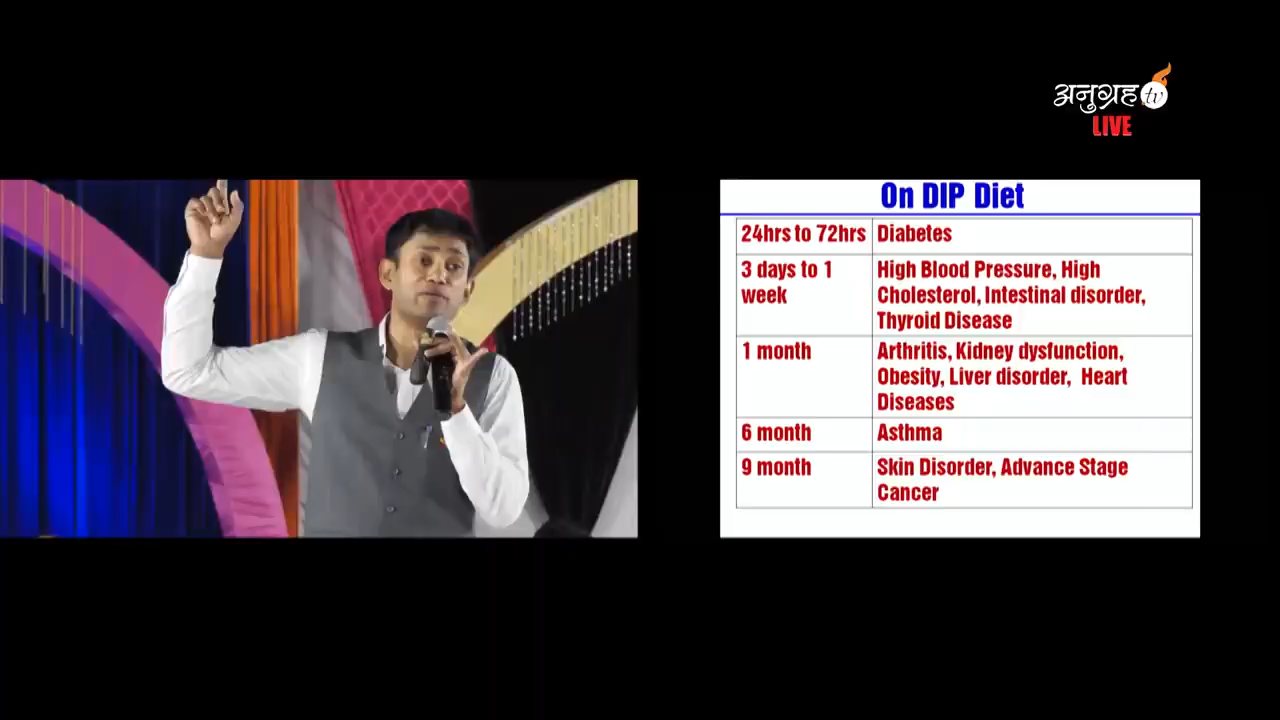 अनुग्रह tv
LIVE
On DIP Diet
24hrs to 72hrs Diabetes
3 days to 1 week High Blood Pressure, High
Cholesterol, Intestinal disorder,
Thyroid Disease
1 month Arthritis, Kidney dysfunction,
Obesity, Liver disorder, Heart
Diseases
6 month Asthma
9 month Skin Disorder, Advance Stage
Cancer